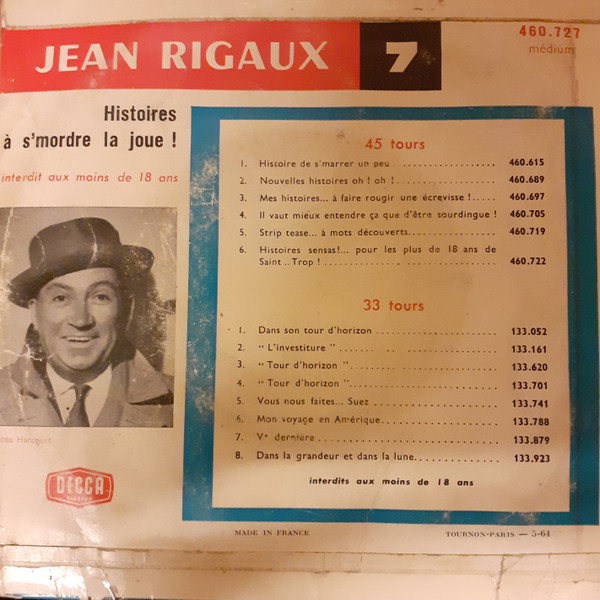 JEAN RIGAUX 7
460.727
médium
Histoires
à s'mordre la joue !
interdit aux moins de 18 ans
45 tours
1. Histoire de s'marrer un peu .................... 460.615
2. Nouvelles histoires oh ! oh ! .................... 460.689
3. Mes histoires... à faire rougir une écrevisse !..... 460.697
4. Il vaut mieux entendre ça que d'être sourdingue ! 460.705
5. Strip tease... à mots découverts.................. 460.719
6. Histoires sensas!... pour les plus de 18 ans de
Saint .. Trop ! .................................... 460.722
33 tours
1. Dans son tour d'horizon ......................... 133.052
2. " L'investiture " ................................ 133.161
3. " Tour d'horizon ".............................. 133.620
4. " Tour d'horizon ".............................. 133.701
5. Vous nous faites... Suez ........................ 133.741
6. Mon voyage en Amérique....................... 133.788
7. Vᵉ dernière .................................... 133.879
8. Dans la grandeur et dans la lune................. 133.923
interdits aux moins de 18 ans
Photo Harcourt
DECCA
MADE IN FRANCE
TOURNON-PARIS — 5-64